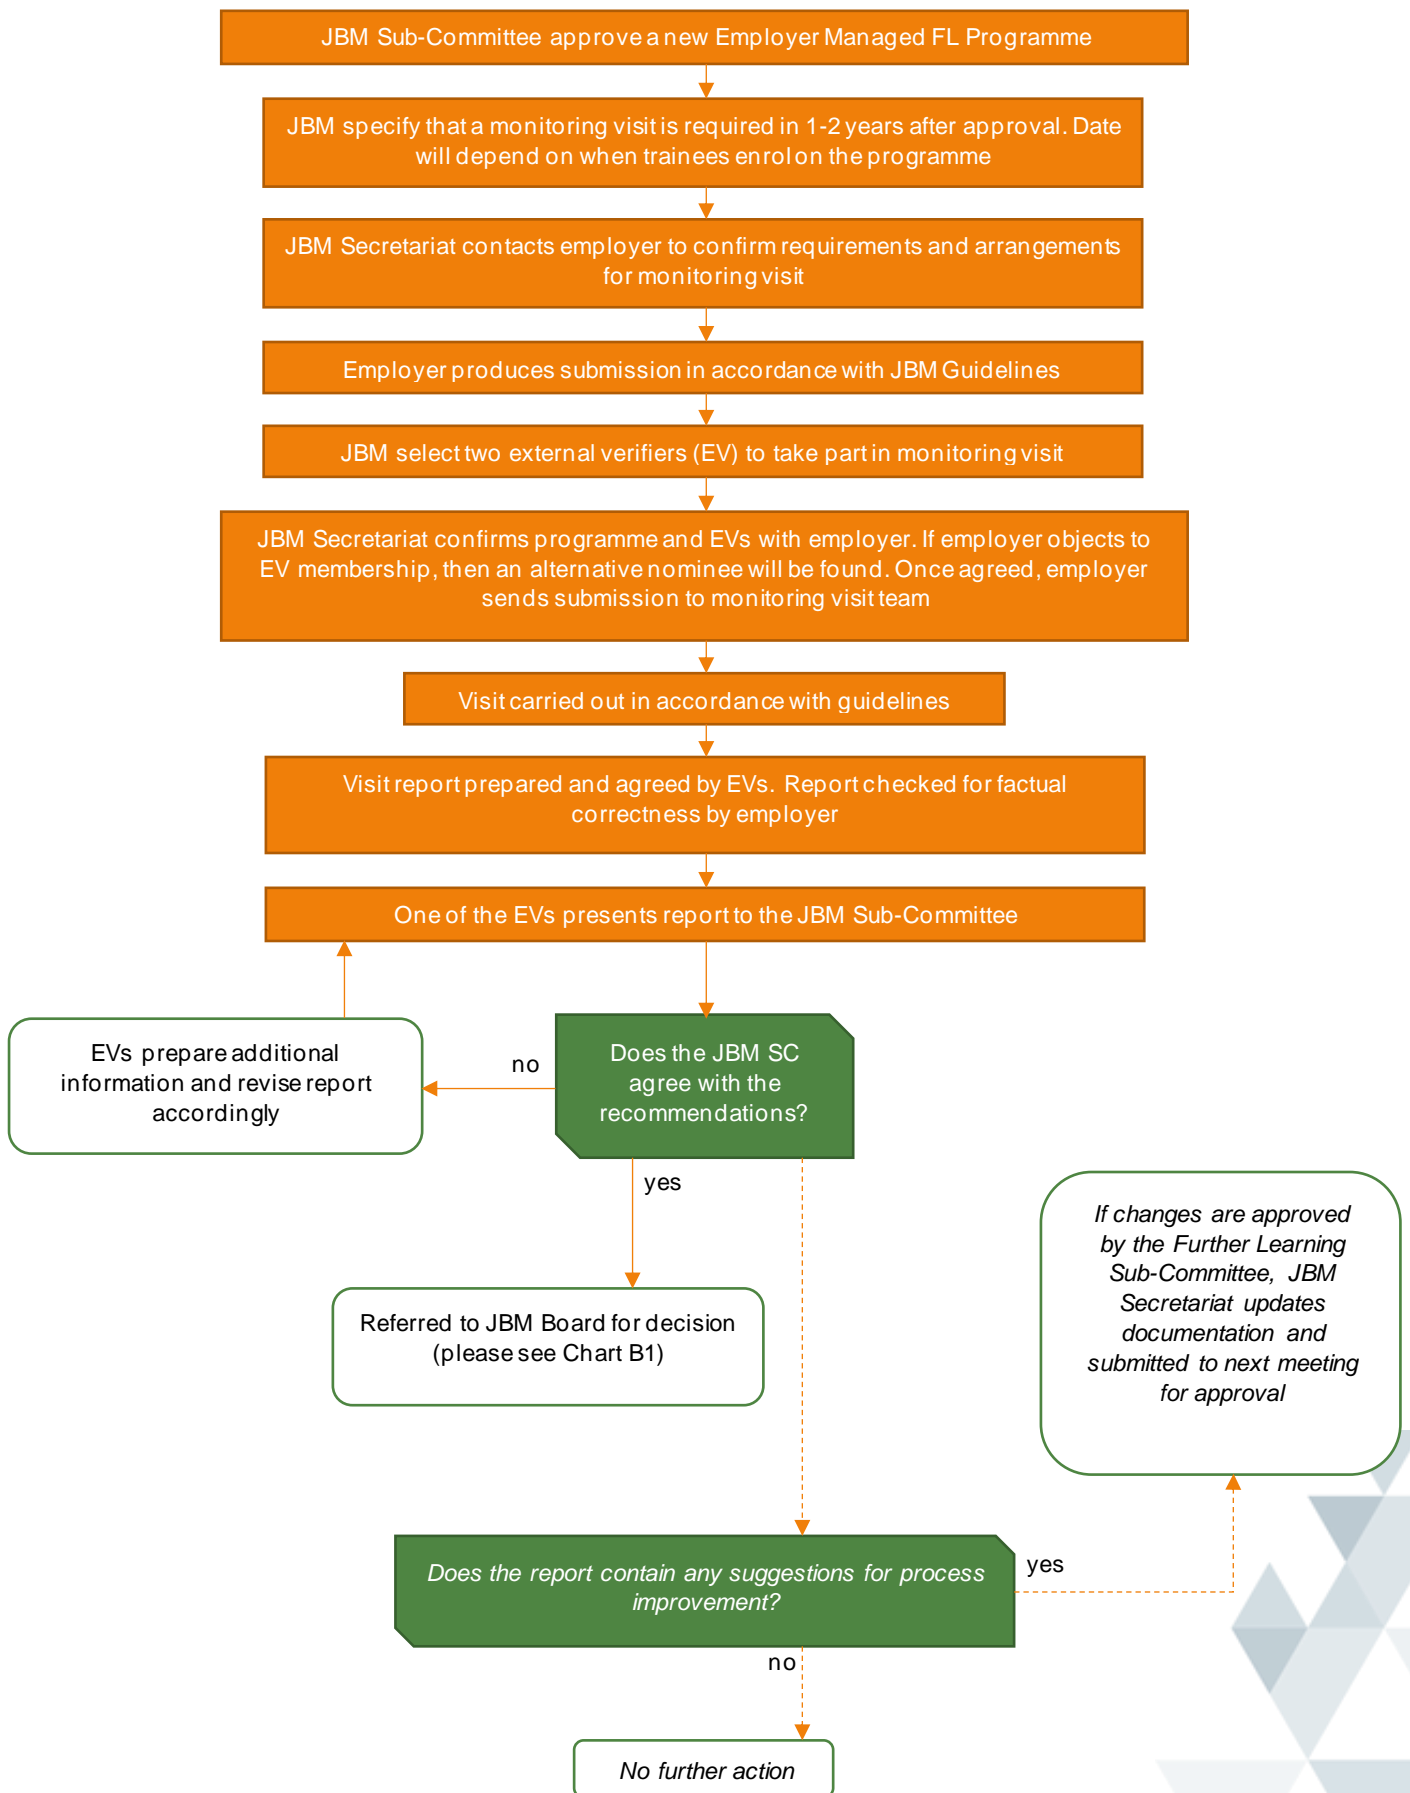 JBM Sub-Committee approve a new Employer Managed FL Programme
JBM specify that a monitoring visit is required in 1-2 years after approval. Date
will depend on when trainees enrol on the programme
JBM Secretariat contacts employer to confirm requirements and arrangements
for monitoring visit
Employer produces submission in accordance with JBM Guidelines
JBM select two external verifiers (EV) to take part in monitoring visit
JBM Secretariat confirms programme and EVs with employer. If employer objects to
EV membership, then an alternative nominee will be found. Once agreed, employer
sends submission to monitoring visit team
Visit carried out in accordance with guidelines
Visit report prepared and agreed by EVs. Report checked for factual
correctness by employer
One of the EVs presents report to the JBM Sub-Committee
EVs prepare additional
information and revise report
accordingly
no
Does the JBM SC
agree with the
recommendations?
yes
Referred to JBM Board for decision
(please see Chart B1)
If changes are approved
by the Further Learning
Sub-Committee, JBM
Secretariat updates
documentation and
submitted to next meeting
for approval
Does the report contain any suggestions for process
improvement?
yes
no
No further action